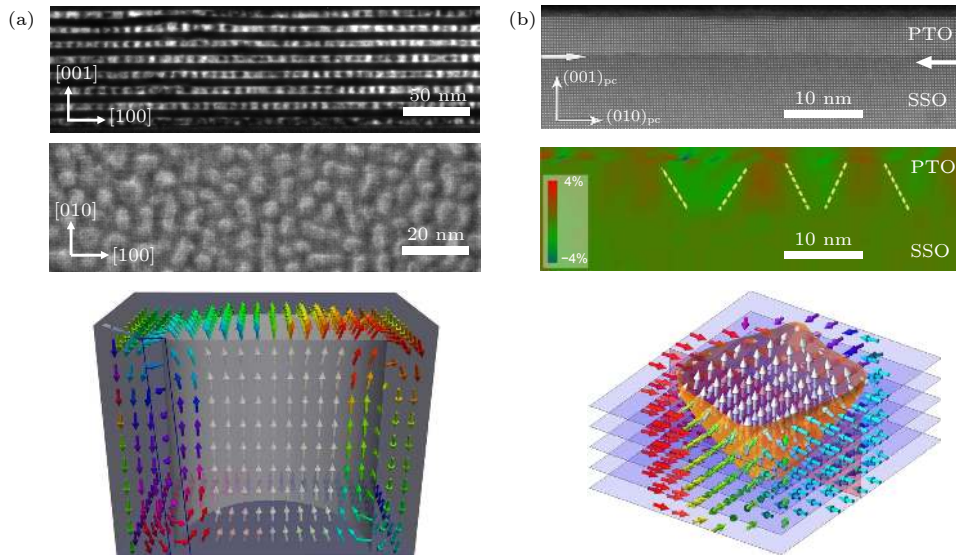 (a)
[001]
[100]
50 nm
[010]
[100]
20 nm
(b)
PTO
(001)pc
(010)pc
10 nm
SSO
4%
−4%
PTO
10 nm
SSO